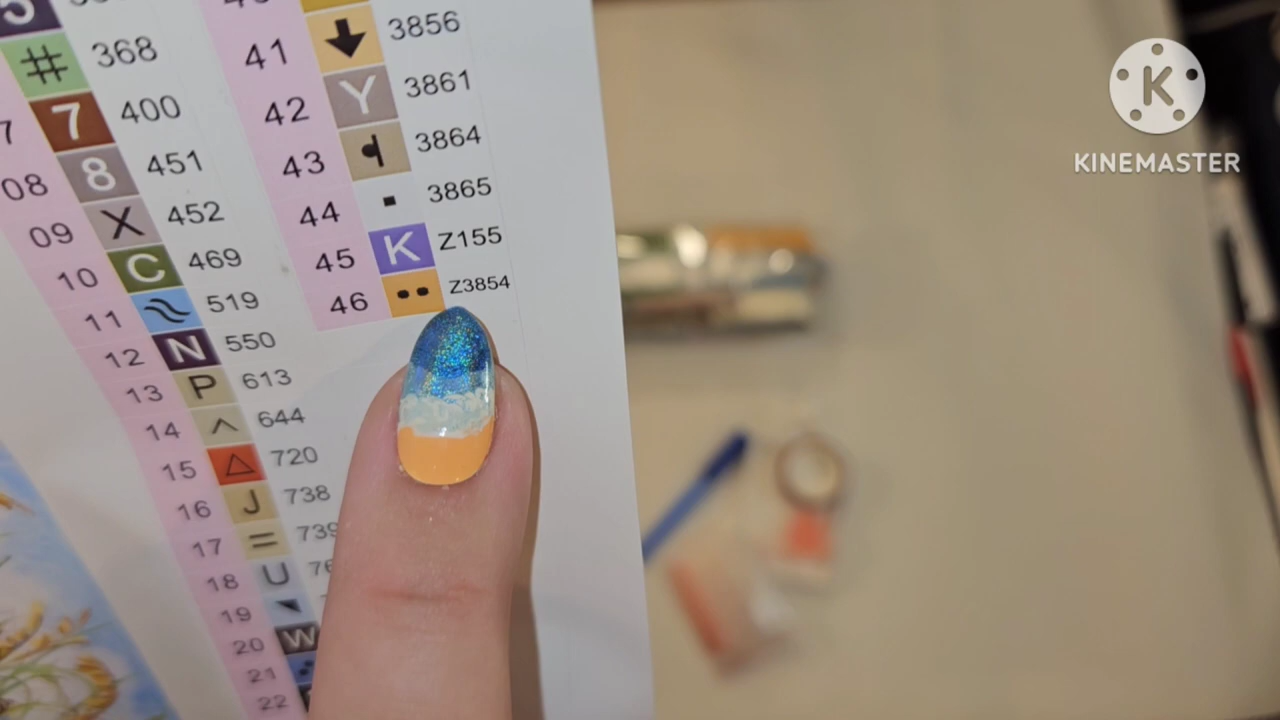 # 368
7 400
08 8 451
09 X 452
10 C 469
11 519
12 N 550
13 P 613
14 ^ 644
15 △ 720
16 J 738
17 = 739
18 U
19
20 W
21
22
41 3856
42 Y 3861
43 3864
44 3865
45 K Z155
46 Z3854
K
KINEMASTER